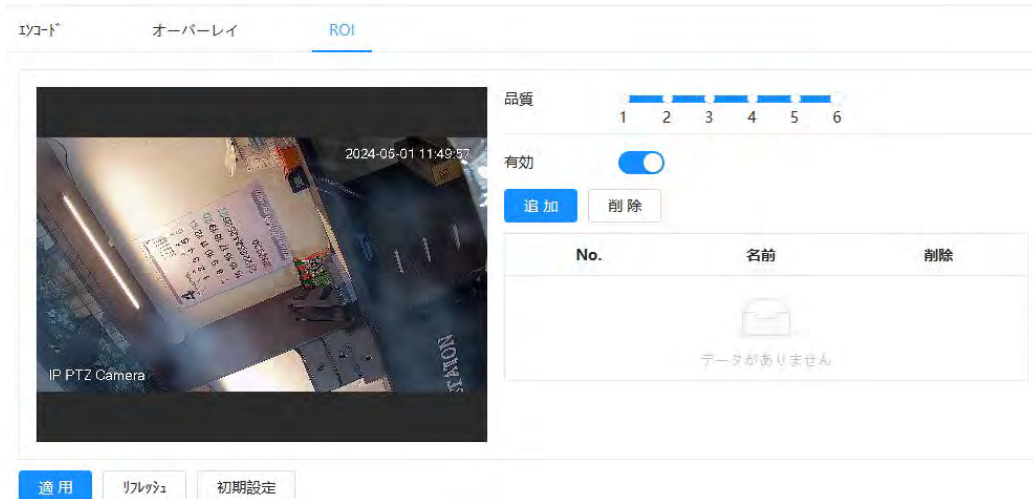 ｴﾝｺｰﾄﾞ オーバーレイ ROI
2024-05-01 11:49:57
IP PTZ Camera
品質
1 2 3 4 5 6
有効
追加 削除
No. 名前 削除
データがありません
適用 ﾘﾌﾚｯｼｭ 初期設定